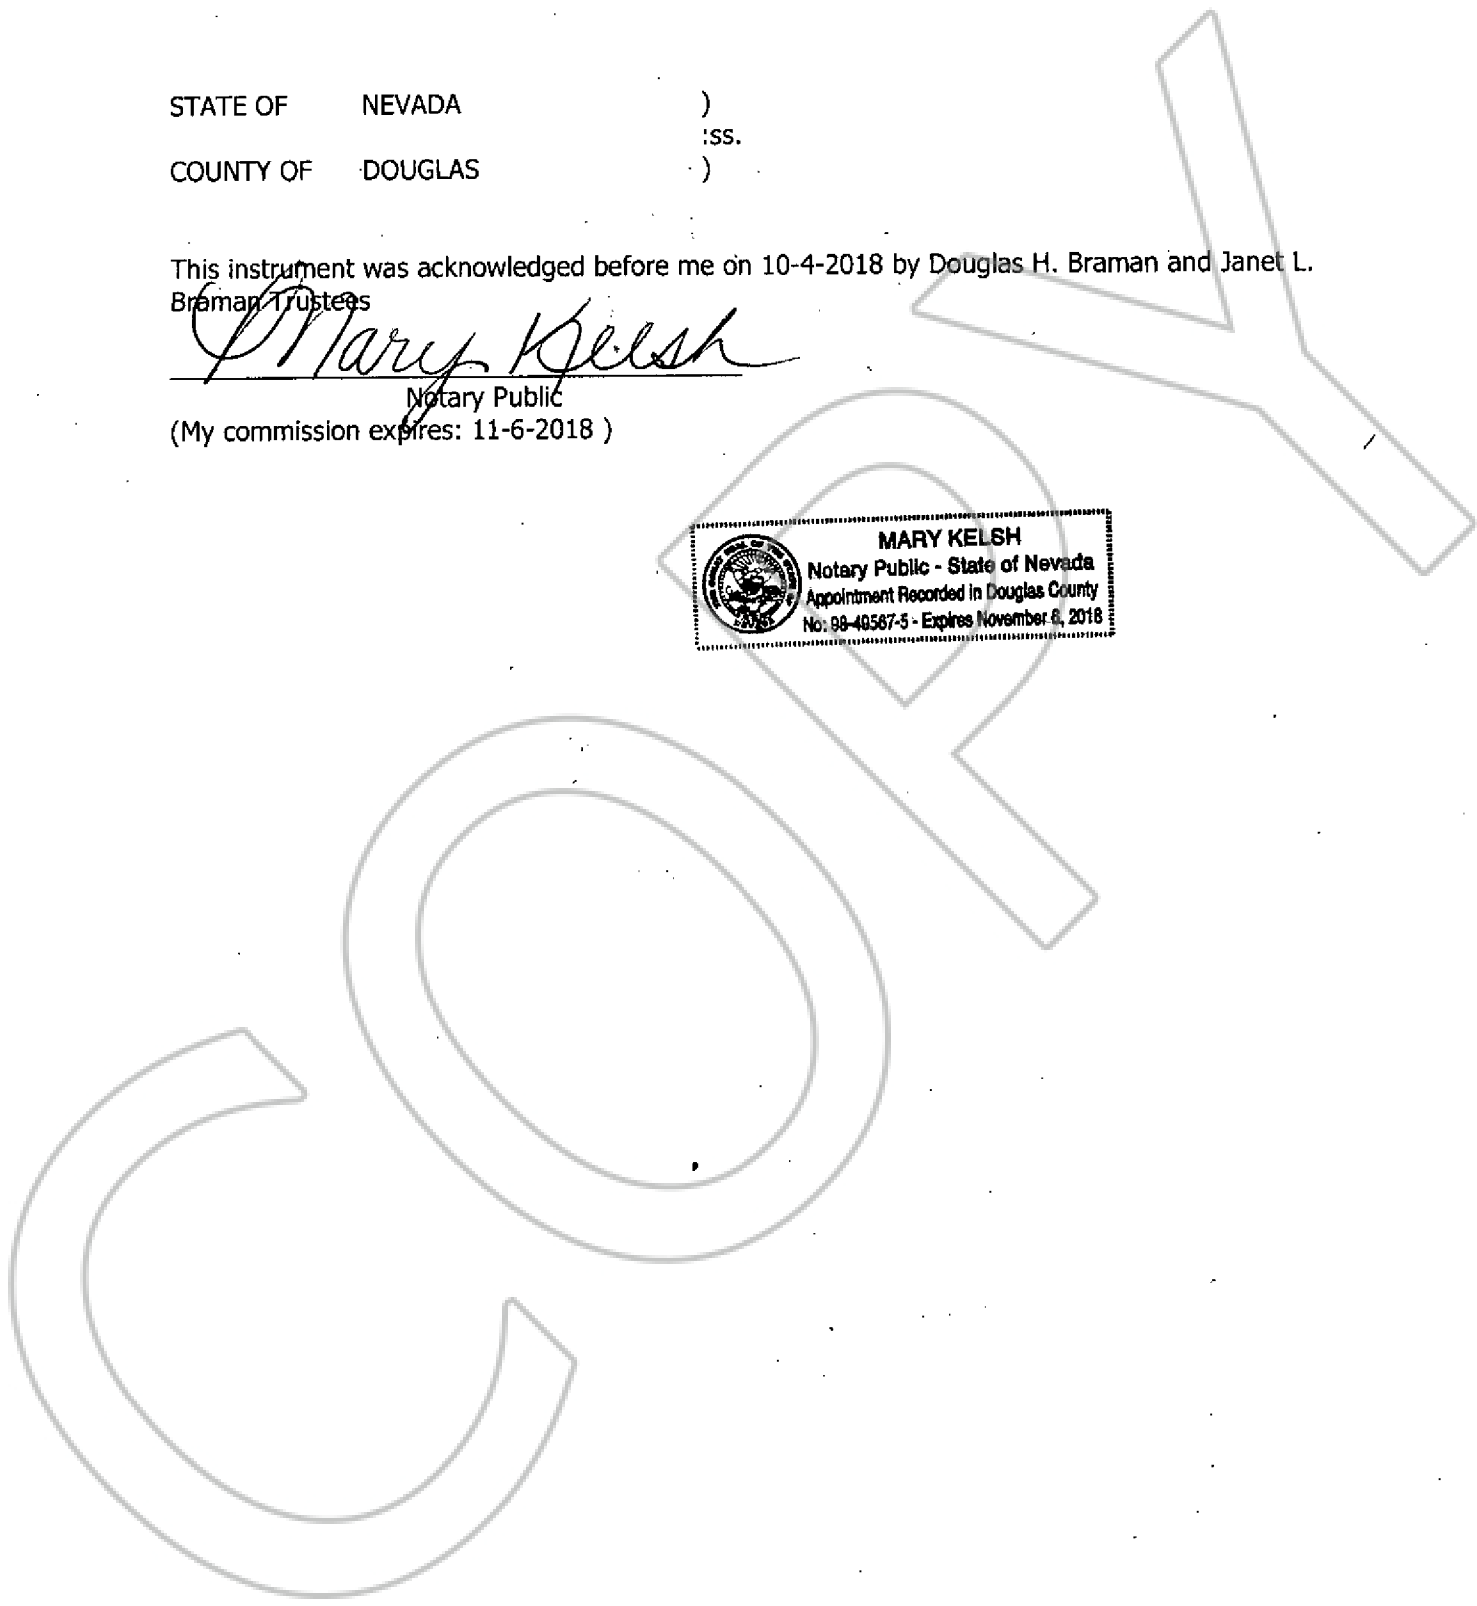 STATE OF NEVADA )
:ss.
COUNTY OF DOUGLAS )
This instrument was acknowledged before me on 10-4-2018 by Douglas H. Braman and Janet L.
Braman Trustees
Mary Kelsh
Notary Public
(My commission expires: 11-6-2018 )
MARY KELSH
Notary Public - State of Nevada
Appointment Recorded in Douglas County
No: 98-49567-5 - Expires November 6, 2018
COPY